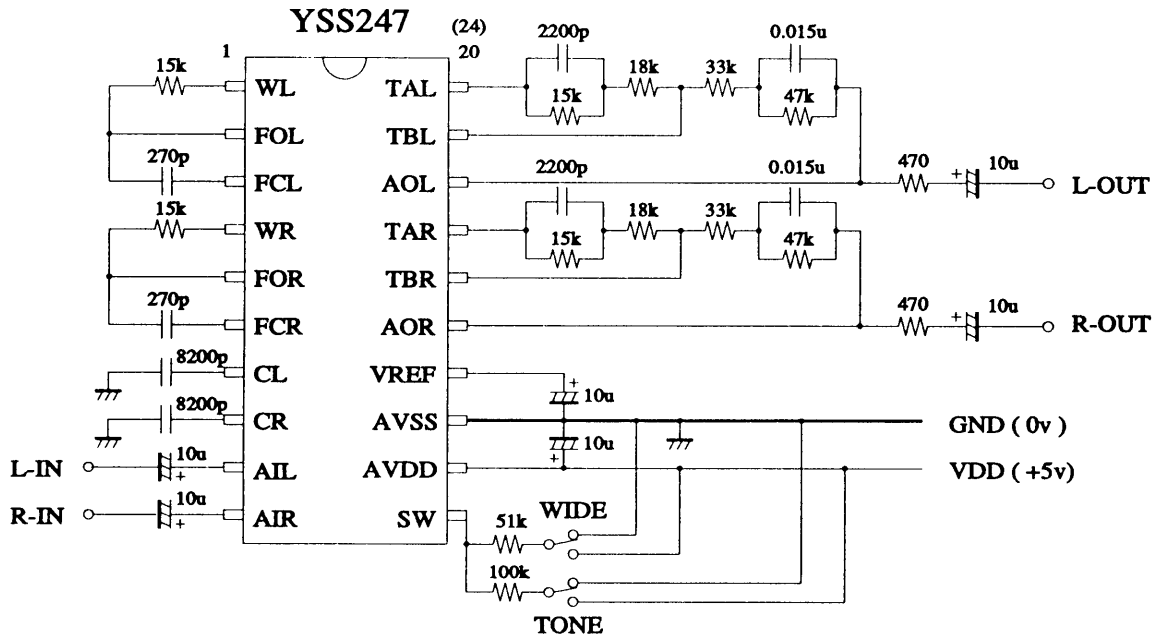 YSS247
(24)
1
20
2200p
0.015u
15k
WL
TAL
18k
33k
15k
47k
FOL
TBL
270p
FCL
AOL
2200p
0.015u
470
10u
+
L-OUT
15k
WR
TAR
18k
33k
15k
47k
FOR
TBR
270p
FCR
AOR
470
10u
+
R-OUT
8200p
CL
VREF
+
10u
8200p
CR
AVSS
GND ( 0v )
10u
+
L-IN
10u
+
AIL
AVDD
VDD ( +5v)
R-IN
10u
+
AIR
SW
WIDE
51k
100k
TONE